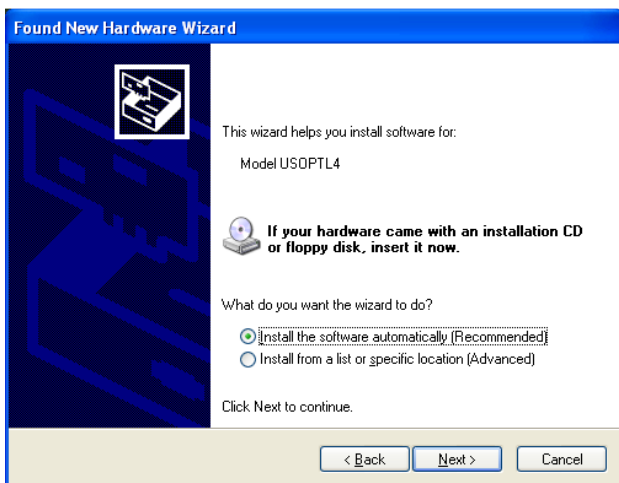 Found New Hardware Wizard
This wizard helps you install software for:
Model USOPTL4
If your hardware came with an installation CD
or floppy disk, insert it now.
What do you want the wizard to do?
Install the software automatically (Recommended)
Install from a list or specific location (Advanced)
Click Next to continue.
< Back Next > Cancel